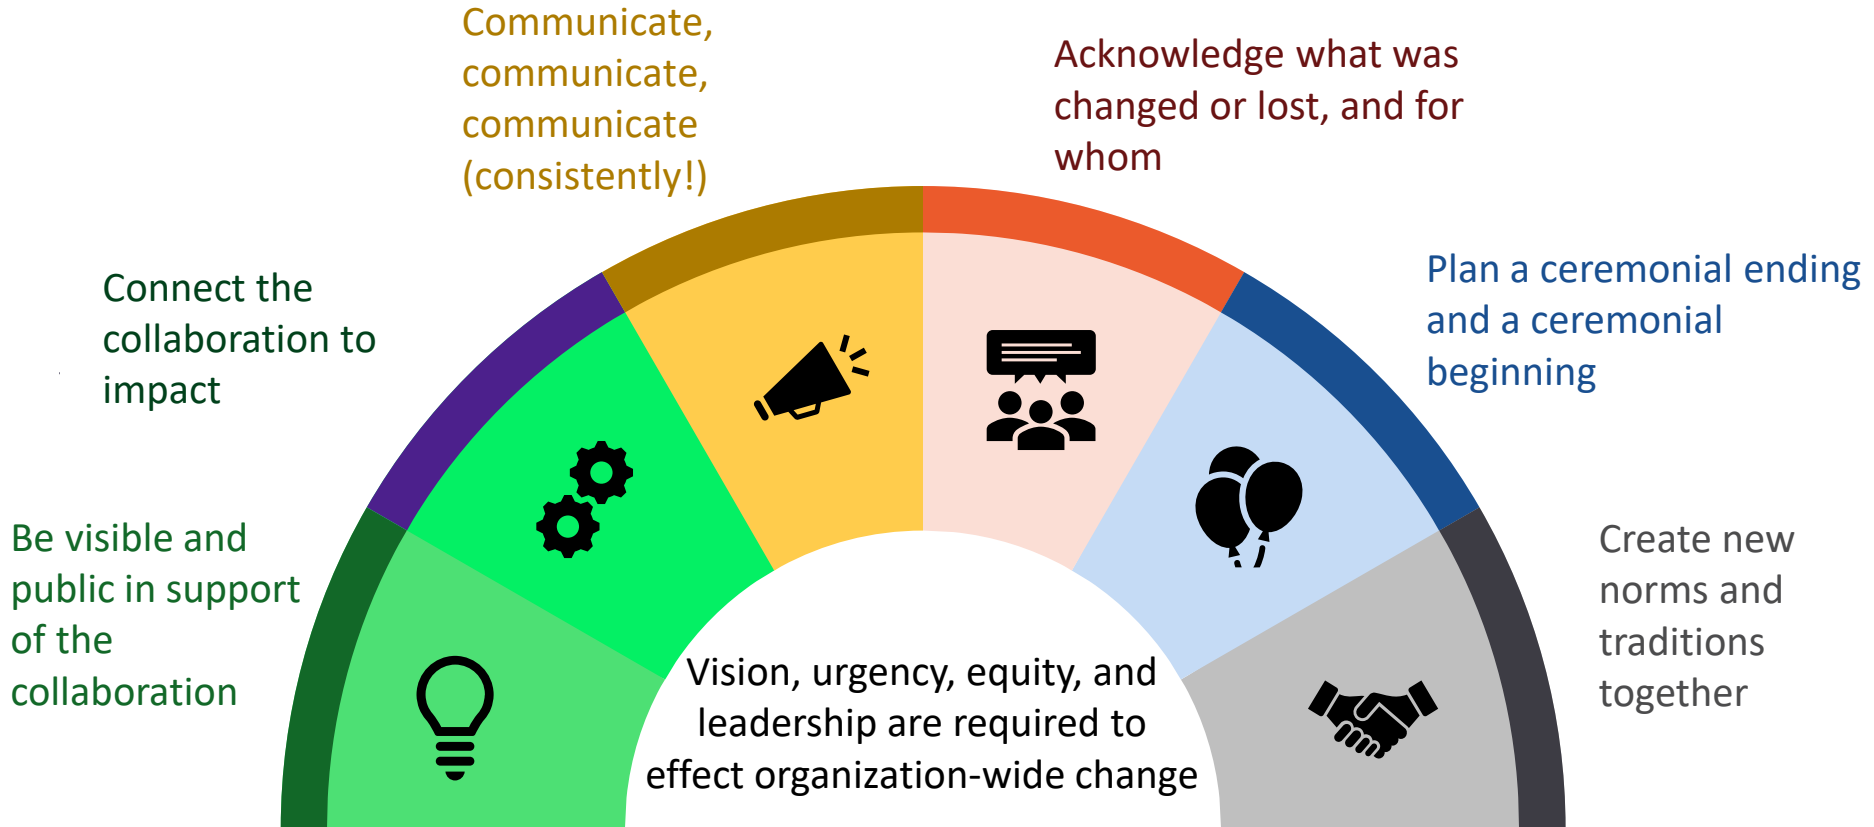 Communicate,
communicate,
communicate
(consistently!)
Acknowledge what was
changed or lost, and for
whom
Connect the
collaboration to
impact
Plan a ceremonial ending
and a ceremonial
beginning
Be visible and
public in support
of the
collaboration
Create new
norms and
traditions
together
Vision, urgency, equity, and
leadership are required to
effect organization-wide change